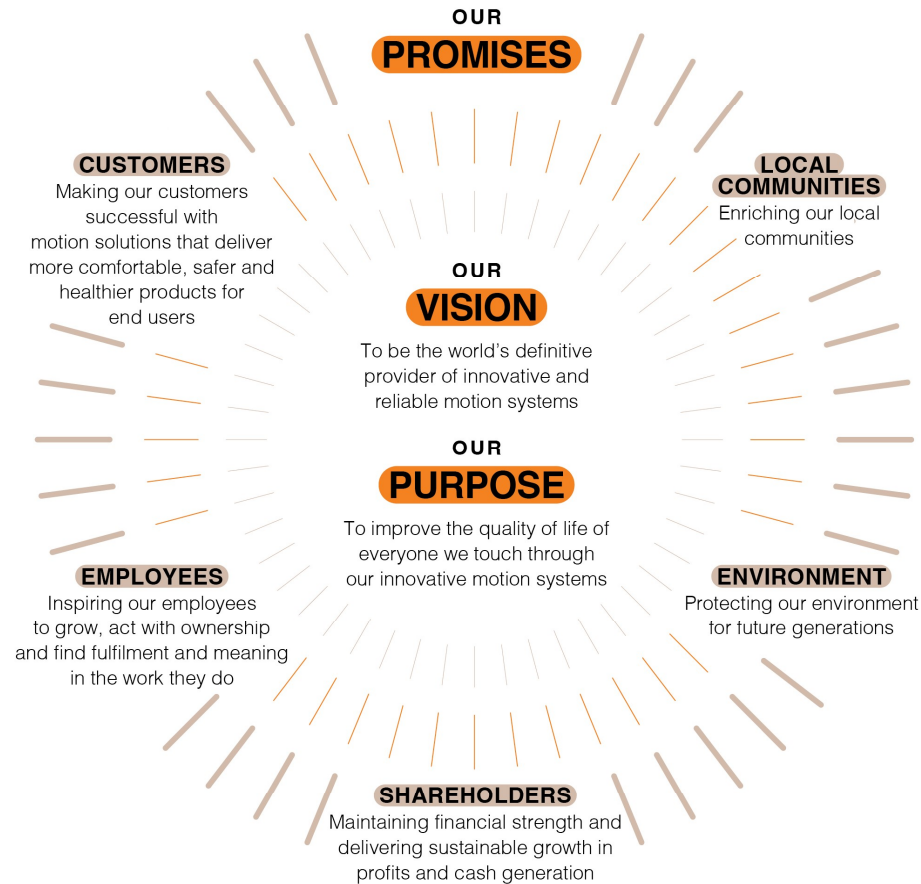 OUR
PROMISES
CUSTOMERS
Making our customers
successful with
motion solutions that deliver
more comfortable, safer and
healthier products for
end users
LOCAL
COMMUNITIES
Enriching our local
communities
OUR
VISION
To be the world's definitive
provider of innovative and
reliable motion systems
OUR
PURPOSE
To improve the quality of life of
everyone we touch through
our innovative motion systems
EMPLOYEES
Inspiring our employees
to grow, act with ownership
and find fulfilment and meaning
in the work they do
ENVIRONMENT
Protecting our environment
for future generations
SHAREHOLDERS
Maintaining financial strength and
delivering sustainable growth in
profits and cash generation